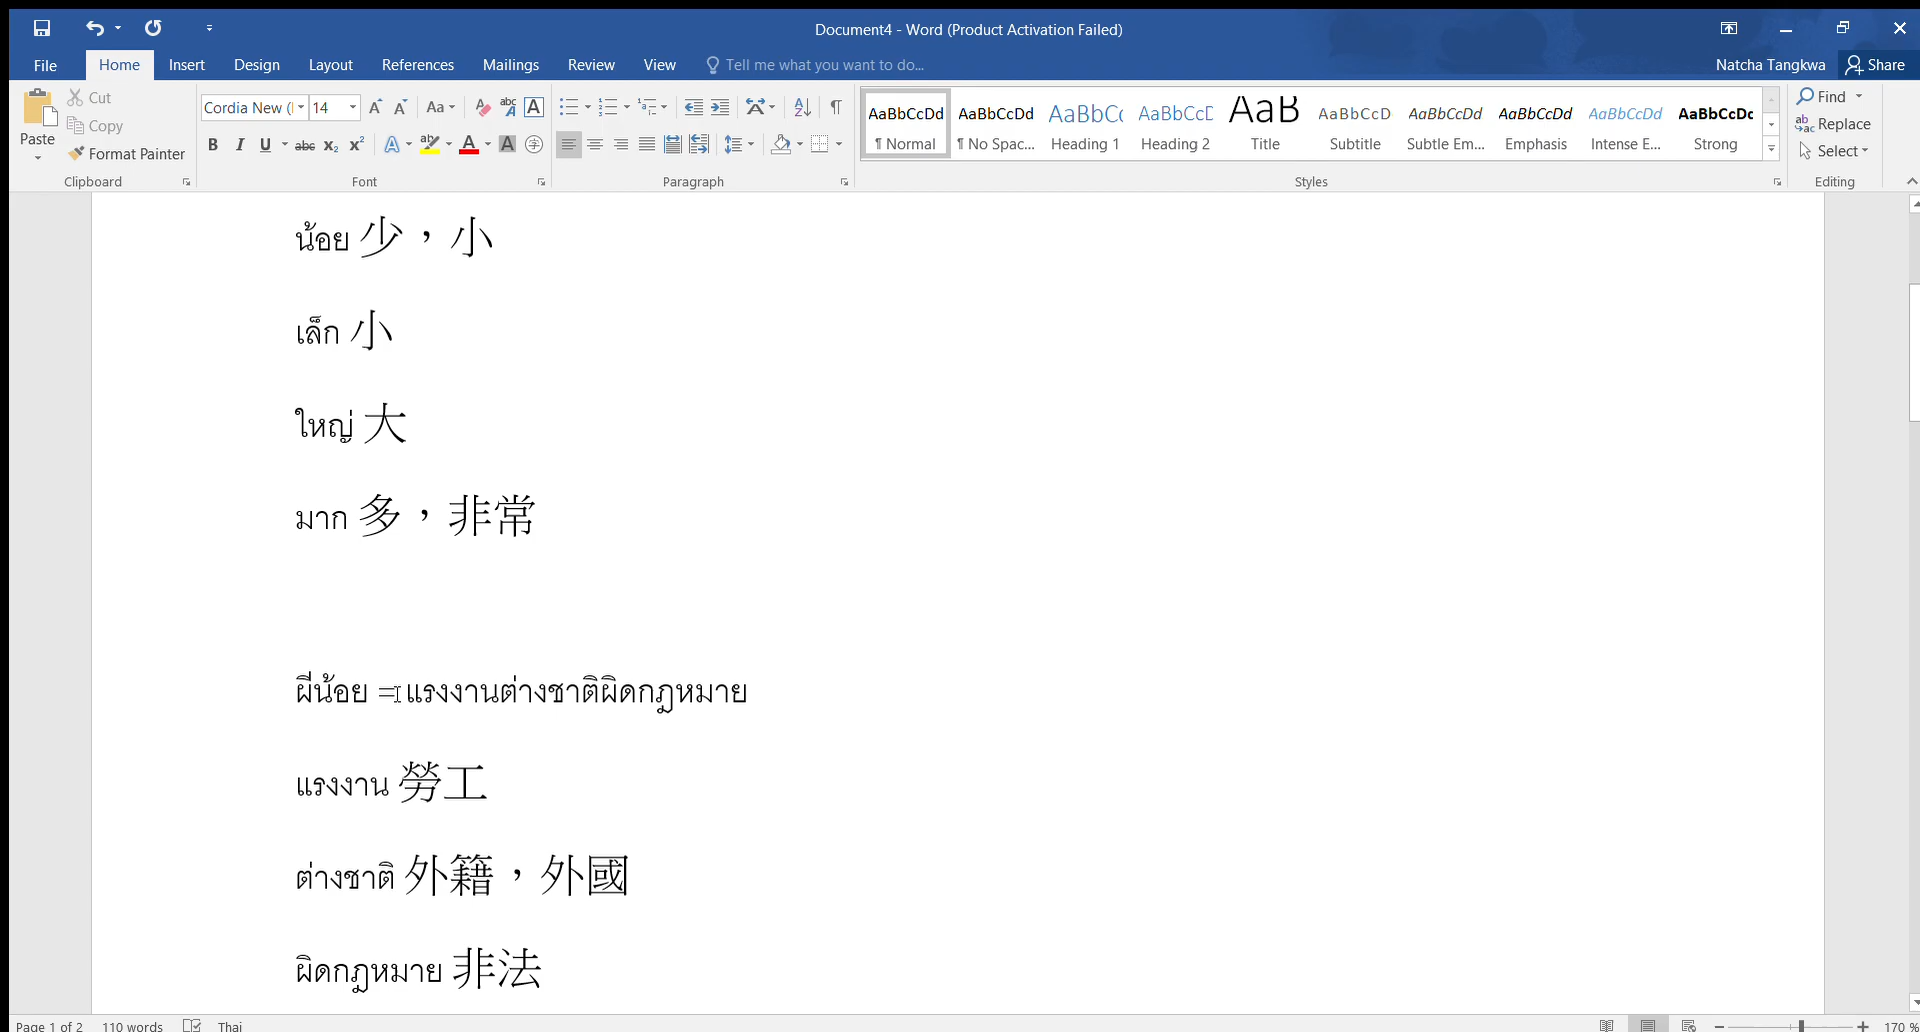 Document4 - Word (Product Activation Failed)
File Home Insert Design Layout References Mailings Review View Tell me what you want to do... Natcha Tangkwa Share
Paste Cut Copy Format Painter Clipboard
Cordia New ( 14 Font
Paragraph
AaBbCcDd ¶ Normal
AaBbCcDd ¶ No Spac...
AaBbC Heading 1
AaBbCcD Heading 2
AaB Title
AaBbCcD Subtitle
AaBbCcDd Subtle Em...
AaBbCcDd Emphasis
AaBbCcDd Intense E...
AaBbCcDd Strong
Styles
Find Replace Select Editing
น้อย 少，小
เล็ก 小
ใหญ่ 大
มาก 多，非常
ผีน้อย = แรงงานต่างชาติผิดกฎหมาย
แรงงาน 勞工
ต่างชาติ 外籍，外國
ผิดกฎหมาย 非法
Page 1 of 2 110 words Thai 170 %